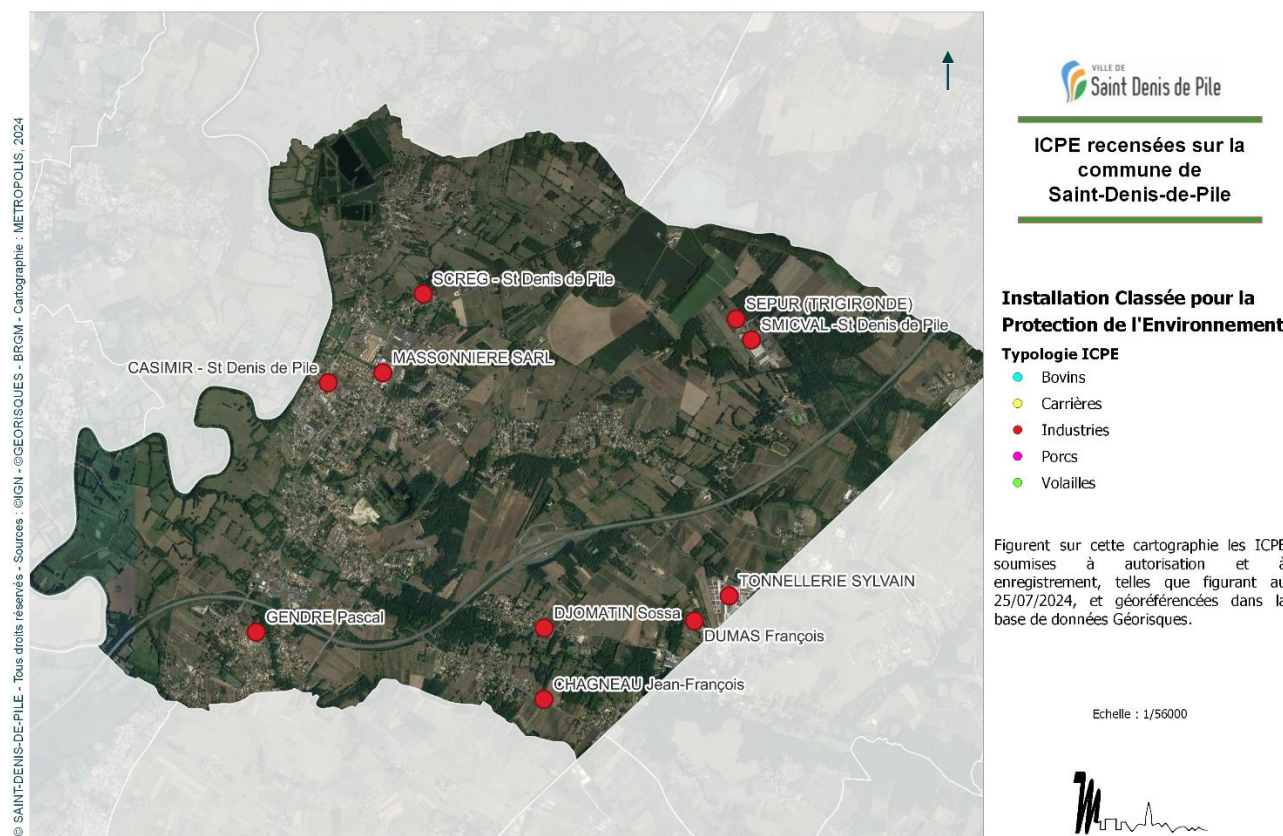 © SAINT-DENIS-DE-PILE - Tous droits réservés - Sources : ©IGN - ©GEORISQUES - BRGM - Cartographie : METROPOLIS, 2024
SCREG - St Denis de Pile
SEPUR (TRIGIRONDE)
SMICVAL -St Denis de Pile
MASSONNIERE SARL
CASIMIR - St Denis de Pile
TONNELLERIE SYLVAIN
GENDRE Pascal
DJOMATIN Sossa
DUMAS François
CHAGNEAU Jean-François
VILLE DE
Saint Denis de Pile
ICPE recensées sur la
commune de
Saint-Denis-de-Pile
Installation Classée pour la
Protection de l'Environnement
Typologie ICPE
Bovins
Carrières
Industries
Porcs
Volailles
Figurent sur cette cartographie les ICPE
soumises à autorisation et à
enregistrement, telles que figurant au
25/07/2024, et géoréférencées dans la
base de données Géorisques.
Echelle : 1/56000